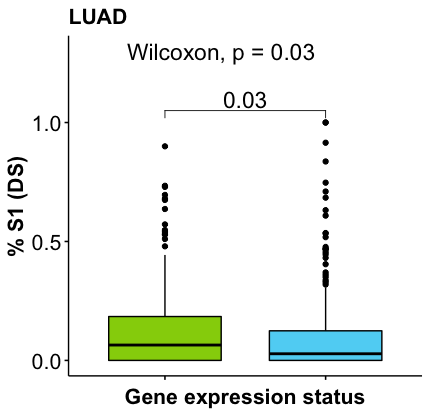 LUAD
Wilcoxon, p = 0.03
0.03
1.0
0.5
0.0
% S1 (DS)
Gene expression status